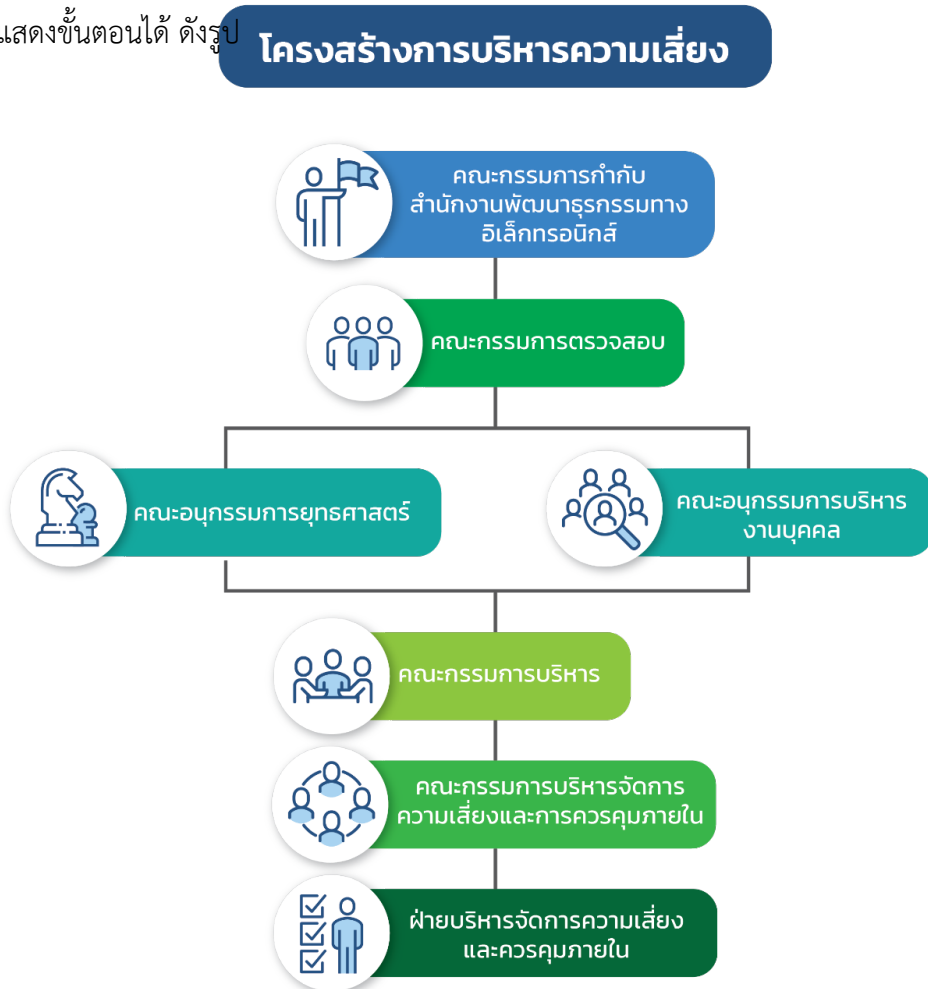 แสดงขั้นตอนได้ ดังรูป
โครงสร้างการบริหารความเสี่ยง
คณะกรรมการกำกับ
สำนักงานพัฒนาธุรกรรมทาง
อิเล็กทรอนิกส์
คณะกรรมการตรวจสอบ
คณะอนุกรรมการยุทธศาสตร์
คณะอนุกรรมการบริหาร
งานบุคคล
คณะกรรมการบริหาร
คณะกรรมการบริหารจัดการ
ความเสี่ยงและการควรคุมภายใน
ฝ่ายบริหารจัดการความเสี่ยง
และควรคุมภายใน